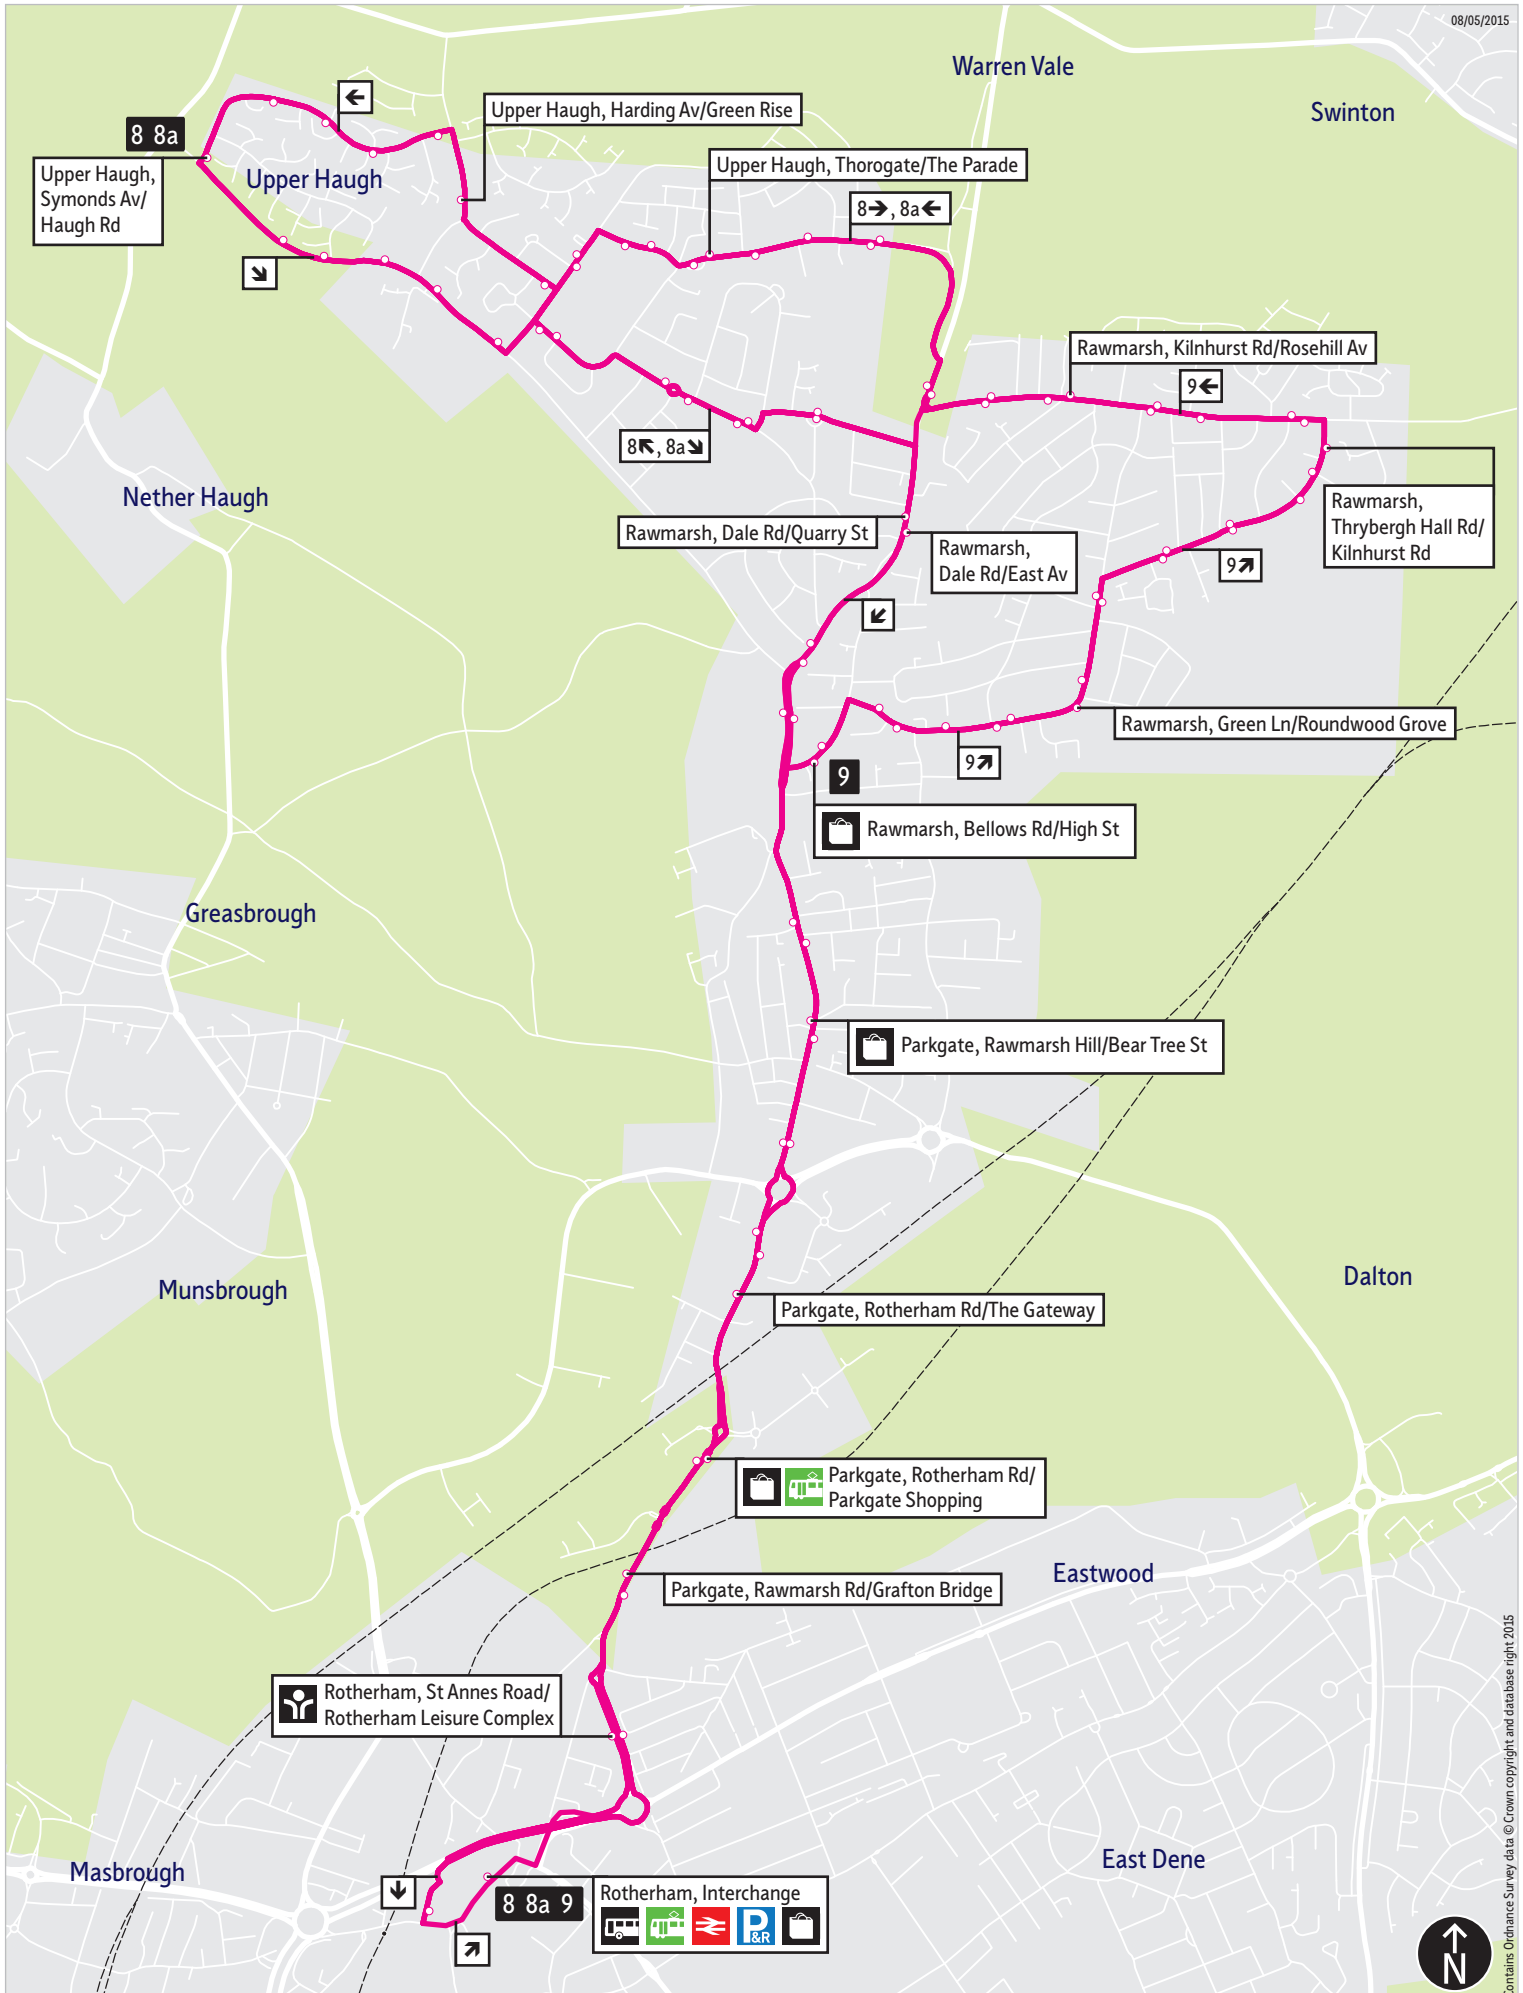 08/05/2015
Warren Vale
Swinton
Upper Haugh, Harding Av/Green Rise
8 8a
Upper Haugh,
Symonds Av/
Haugh Rd
Upper Haugh
Upper Haugh, Thorogate/The Parade
8→, 8a←
Rawmarsh, Kilnhurst Rd/Rosehill Av
9←
8↖, 8a↘
Nether Haugh
Rawmarsh,
Thrybergh Hall Rd/
Kilnhurst Rd
Rawmarsh, Dale Rd/Quarry St
Rawmarsh,
Dale Rd/East Av
9↗
Rawmarsh, Green Ln/Roundwood Grove
9↗
9
Rawmarsh, Bellows Rd/High St
Greasbrough
Parkgate, Rawmarsh Hill/Bear Tree St
Munsbrough
Dalton
Parkgate, Rotherham Rd/The Gateway
Parkgate, Rotherham Rd/
Parkgate Shopping
Eastwood
Parkgate, Rawmarsh Rd/Grafton Bridge
Rotherham, St Annes Road/
Rotherham Leisure Complex
Masbrough
East Dene
8 8a 9
Rotherham, Interchange
P
&R
N
Contains Ordnance Survey data © Crown copyright and database right 2015